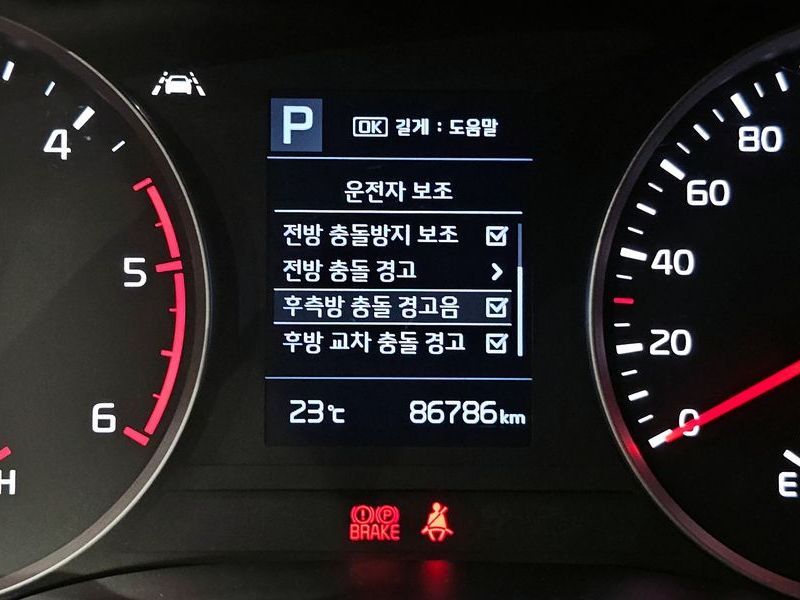 P OK 길게 : 도움말
운전자 보조
전방 충돌방지 보조
전방 충돌 경고
후측방 충돌 경고음
후방 교차 충돌 경고
23℃ 86786km
4
5
6
H
80
60
40
20
0
E
BRAKE